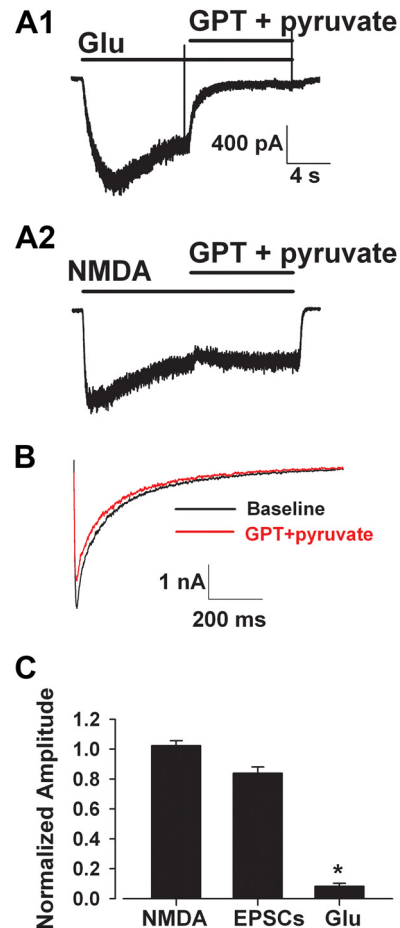 A1
GPT + pyruvate
Glu
400 pA
4 s
A2
GPT + pyruvate
NMDA
B
Baseline
GPT+pyruvate
1 nA
200 ms
C
Normalized Amplitude
1.2
1.0
0.8
0.6
0.4
0.2
0.0
*
NMDA EPSCs Glu